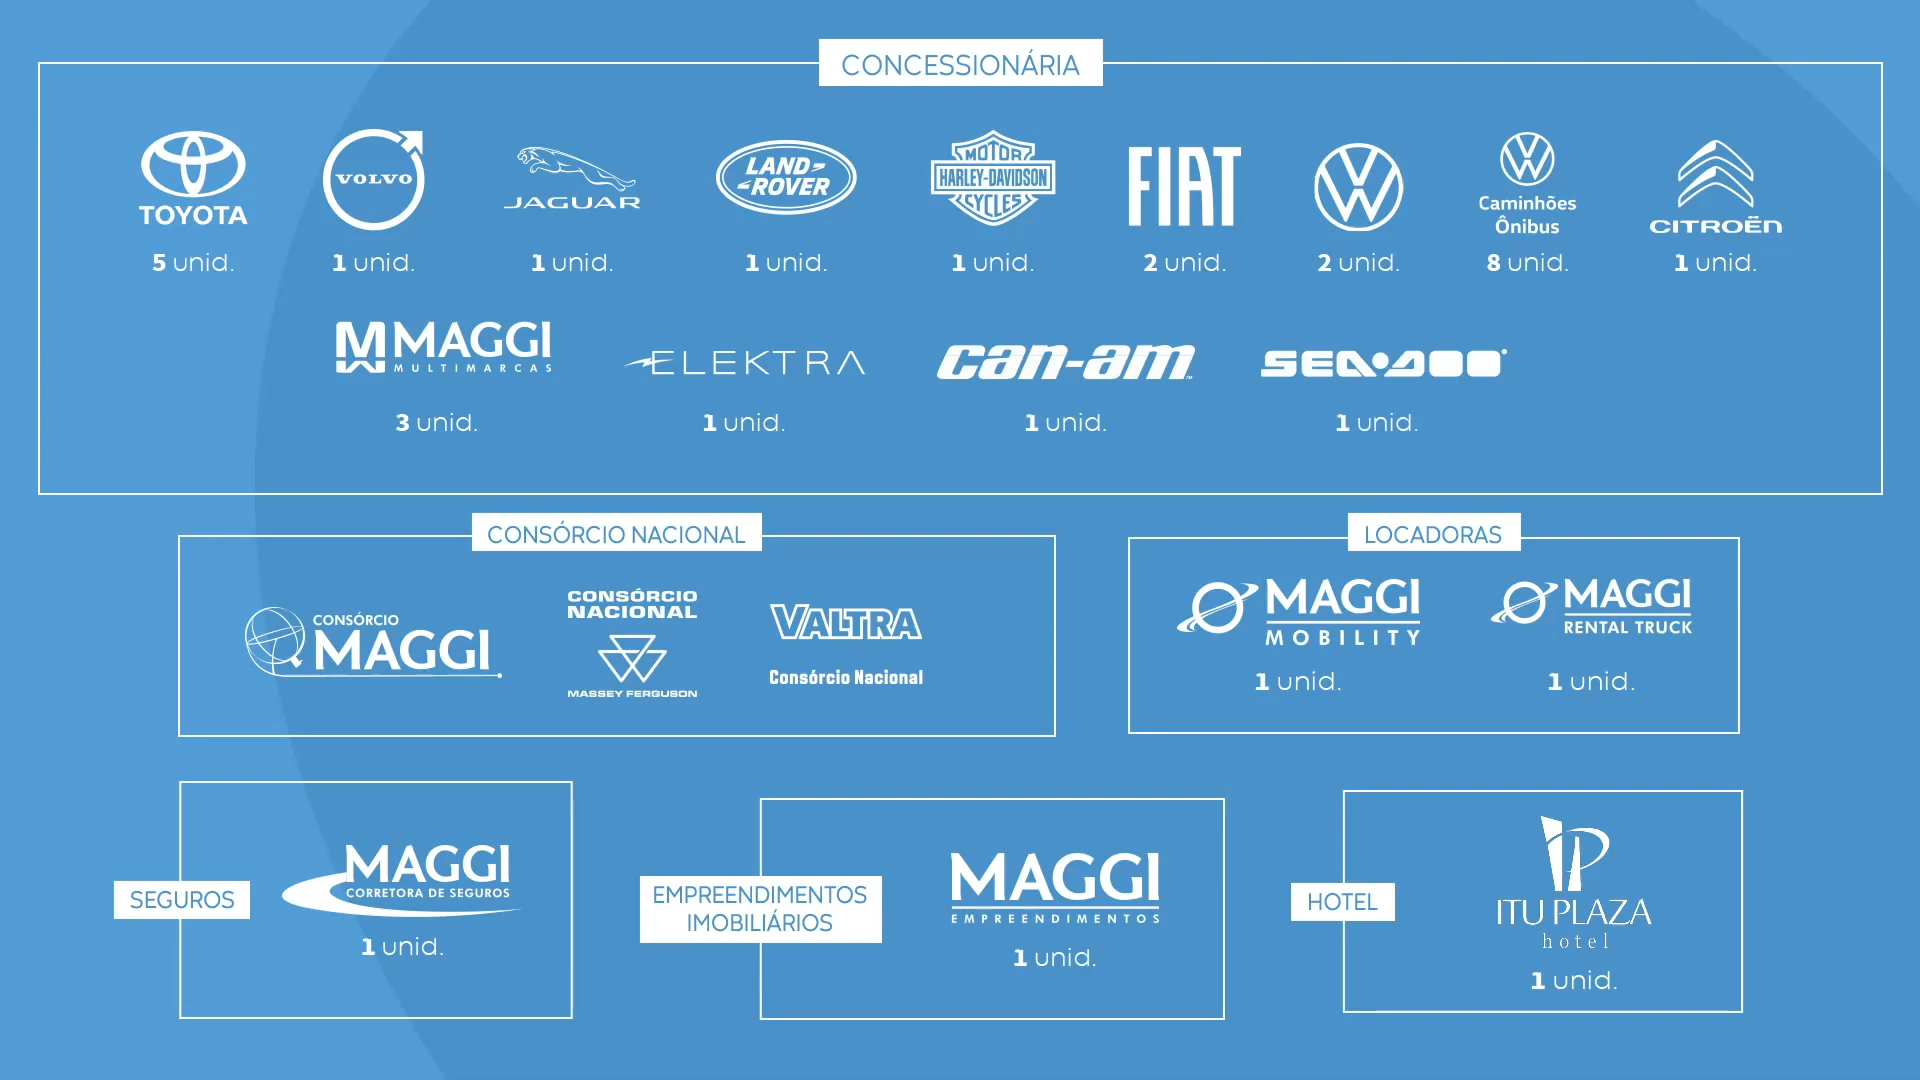 CONCESSIONÁRIA
TOYOTA
5 unid.
VOLVO
1 unid.
JAGUAR
1 unid.
LAND-
-ROVER
1 unid.
MOTOR
HARLEY-DAVIDSON
CYCLES
1 unid.
FIAT
2 unid.
VW
2 unid.
VW
Caminhões
Ônibus
8 unid.
CITROËN
1 unid.
MAGGI
MULTIMARCAS
3 unid.
ELEKTRA
1 unid.
can-am™
1 unid.
SEA-DOO
1 unid.
CONSÓRCIO NACIONAL
CONSÓRCIO
MAGGI
CONSÓRCIO
NACIONAL
MASSEY FERGUSON
VALTRA
Consórcio Nacional
LOCADORAS
MAGGI
MOBILITY
1 unid.
MAGGI
RENTAL TRUCK
1 unid.
SEGUROS
MAGGI
CORRETORA DE SEGUROS
1 unid.
EMPREENDIMENTOS
IMOBILIÁRIOS
MAGGI
EMPREENDIMENTOS
1 unid.
HOTEL
ITU PLAZA
hotel
1 unid.